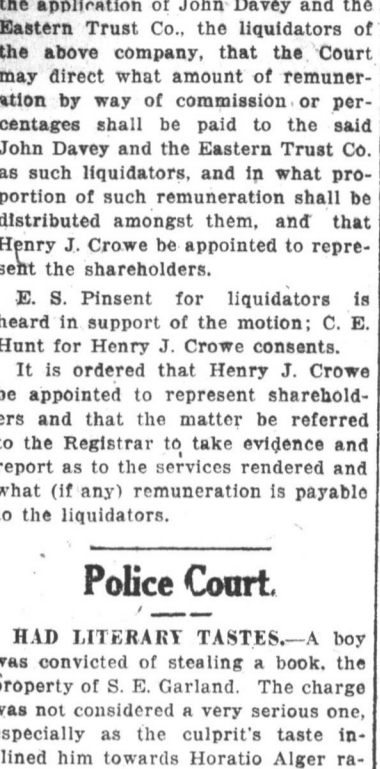 the application of John Davey and the
Eastern Trust Co., the liquidators of
the above company, that the Court
may direct what amount of remuner-
ation by way of commission or per-
centages shall be paid to the said
John Davey and the Eastern Trust Co.
as such liquidators, and in what pro-
portion of such remuneration shall be
distributed amongst them, and that
Henry J. Crowe be appointed to repre-
sent the shareholders.
E. S. Pinsent for liquidators is
heard in support of the motion; C. E.
Hunt for Henry J. Crowe consents.
It is ordered that Henry J. Crowe
be appointed to represent sharehold-
ers and that the matter be referred
to the Registrar to take evidence and
report as to the services rendered and
what (if any) remuneration is payable
to the liquidators.
Police Court.
HAD LITERARY TASTES.—A boy
was convicted of stealing a book, the
property of S. E. Garland. The charge
was not considered a very serious one,
especially as the culprit's taste in-
clined him towards Horatio Alger ra-